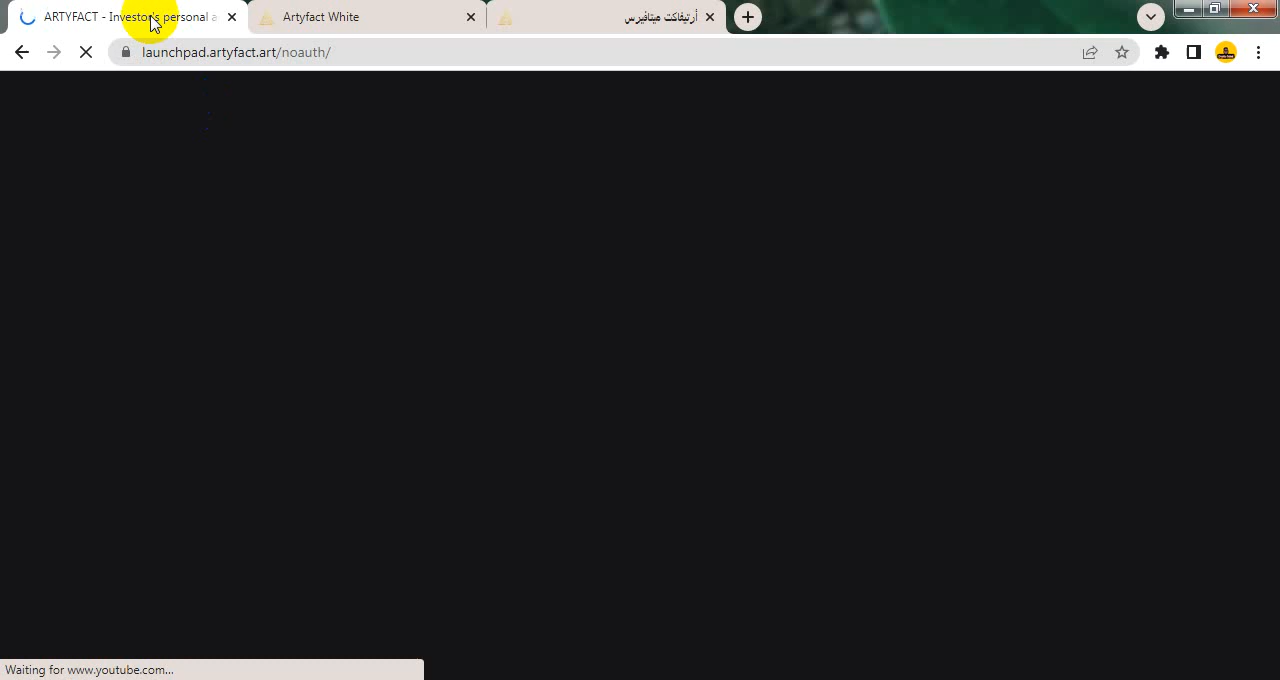 ARTYFACT - Investor's personal a
Artyfact White
أرتيفاكت ميتافيرس
launchpad.artyfact.art/noauth/
Waiting for www.youtube.com...